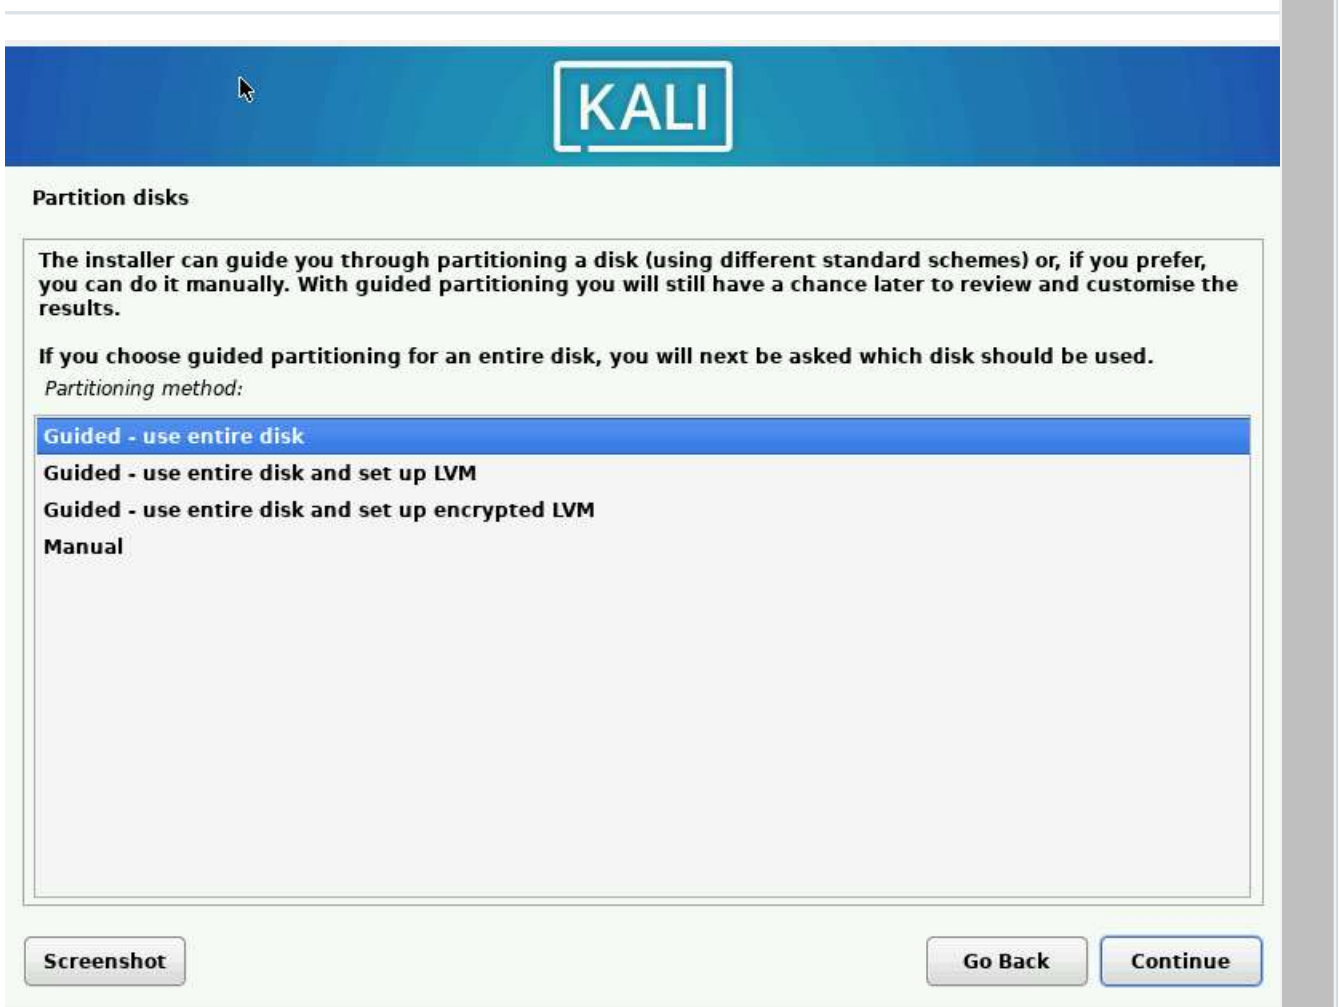 KALI
Partition disks
The installer can guide you through partitioning a disk (using different standard schemes) or, if you prefer,
you can do it manually. With guided partitioning you will still have a chance later to review and customise the
results.
If you choose guided partitioning for an entire disk, you will next be asked which disk should be used.
Partitioning method:
Guided - use entire disk
Guided - use entire disk and set up LVM
Guided - use entire disk and set up encrypted LVM
Manual
Screenshot
Go Back
Continue